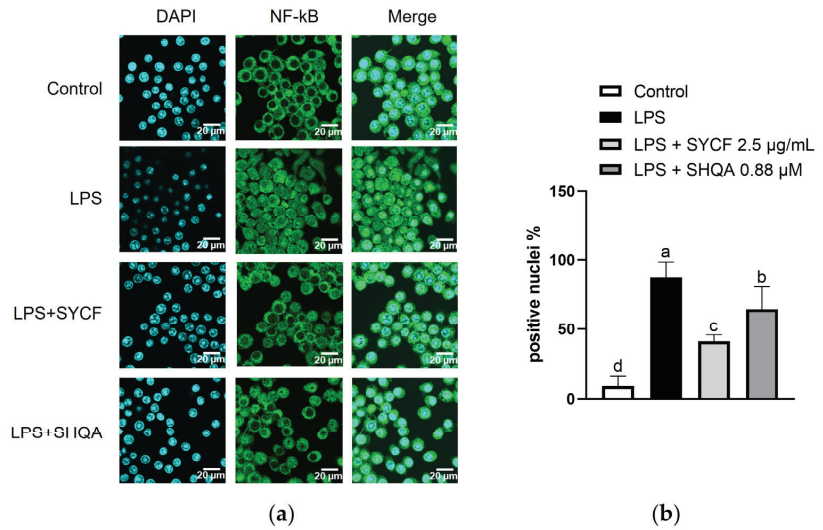 DAPI NF-kB Merge
Control
20 µm 20 µm 20 µm
LPS
20 µm 20 µm 20 µm
LPS+SYCF
20 µm 20 µm 20 µm
LPS+SHQA
20 µm 20 µm 20 µm
(a)
Control
LPS
LPS + SYCF 2.5 µg/mL
LPS + SHQA 0.88 µM
positive nuclei %
150
100
50
0
d
a
c
b
(b)